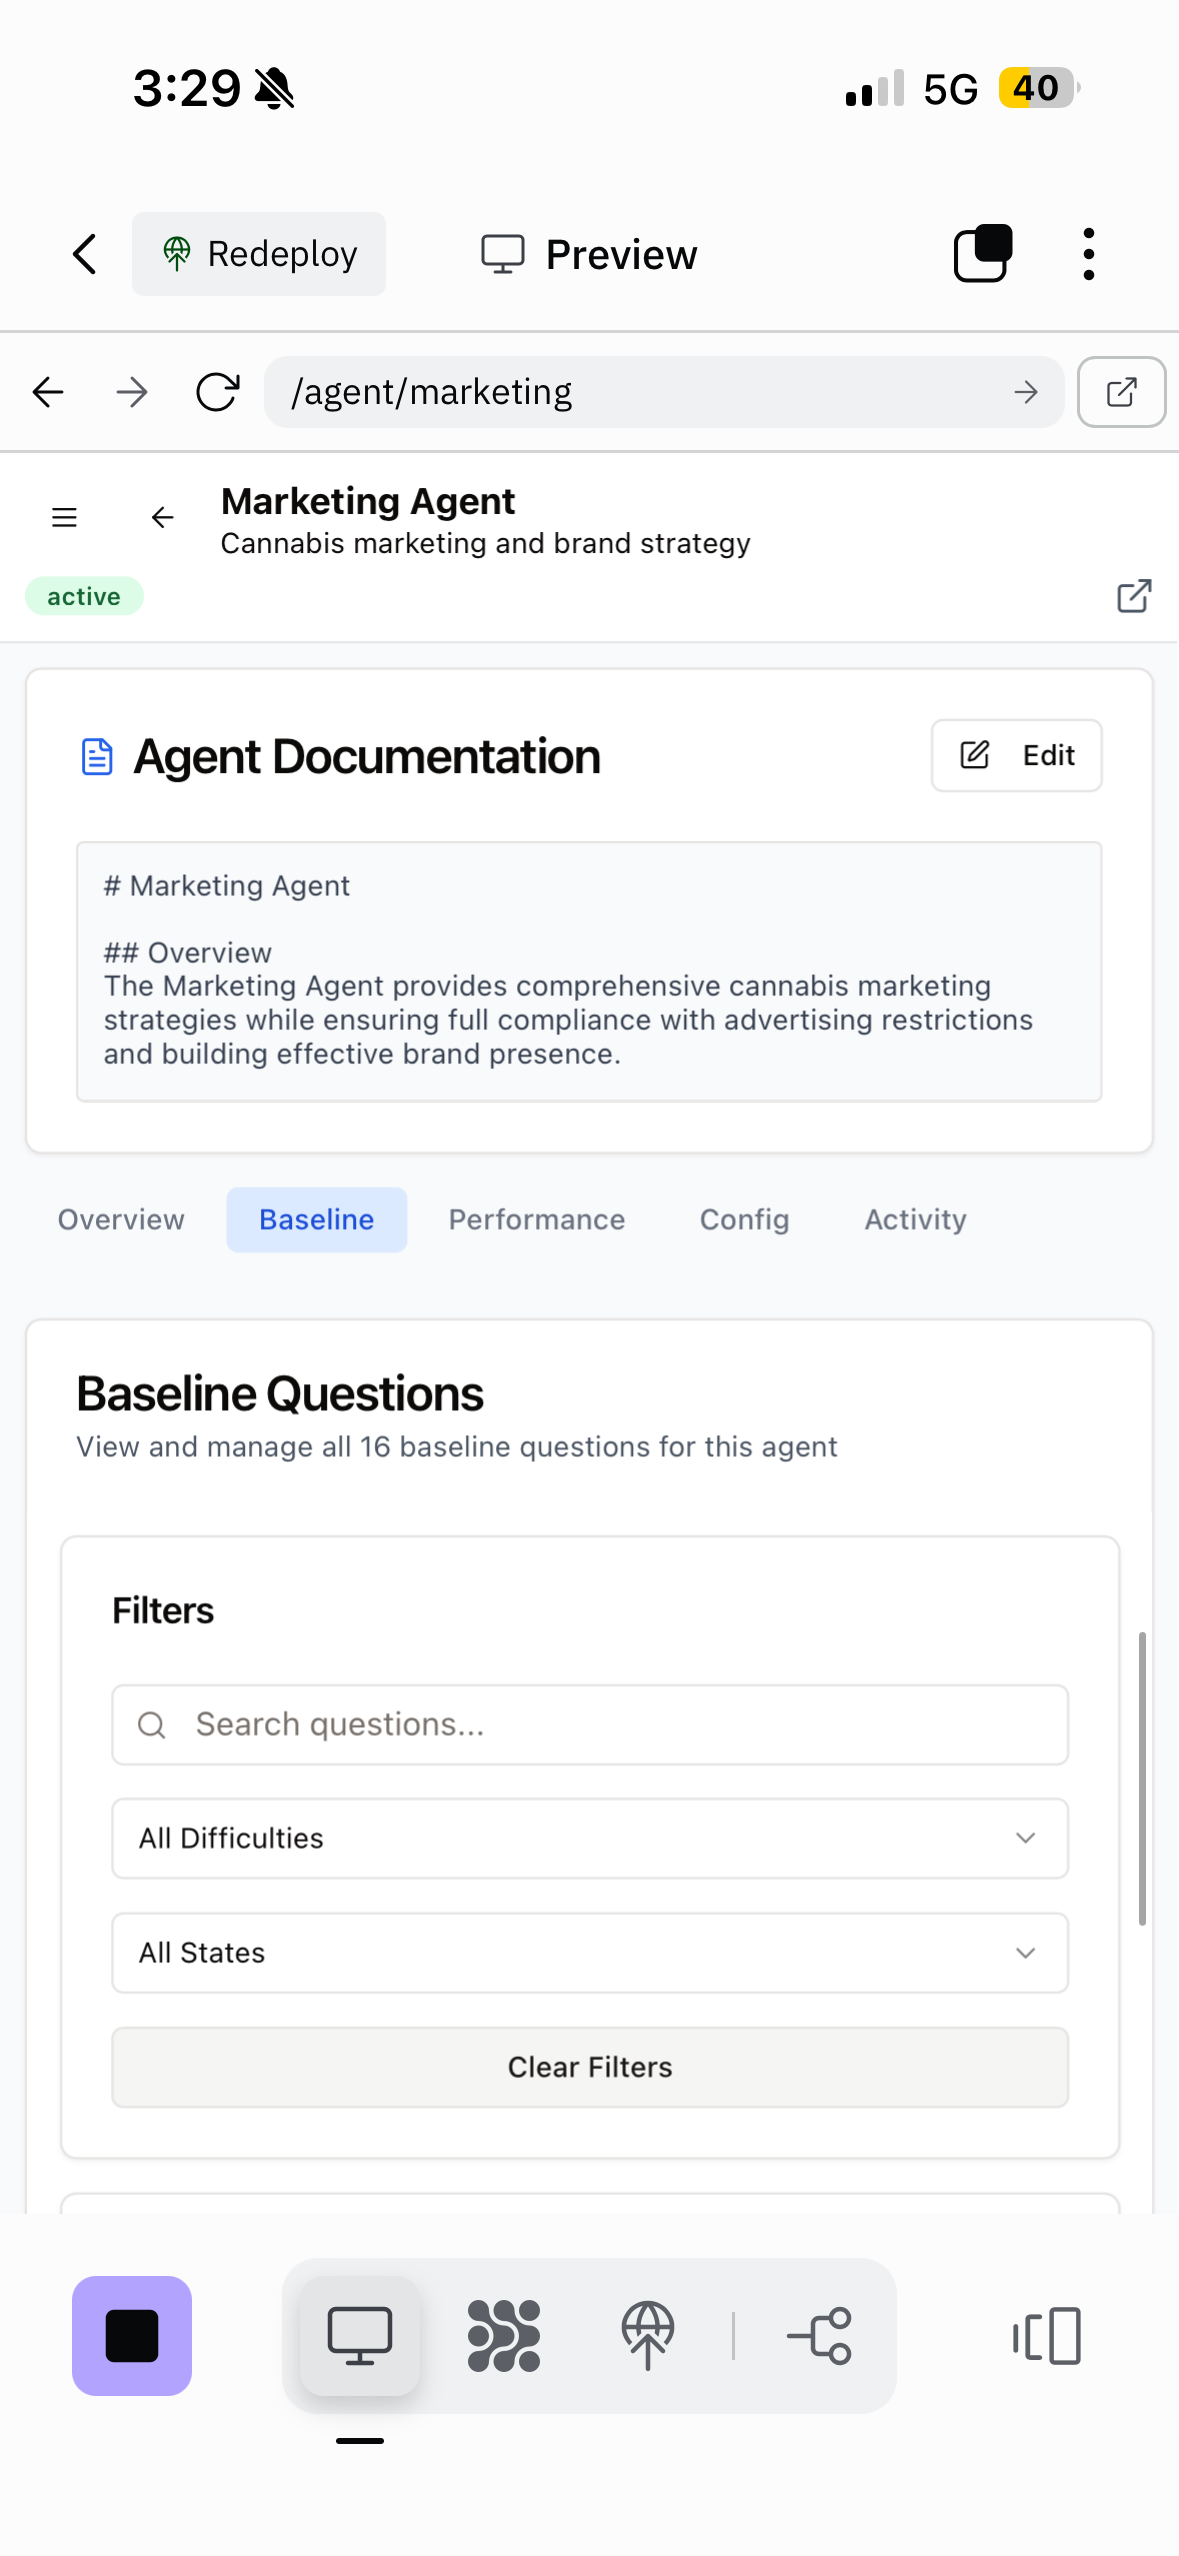 3:29
5G
40
Redeploy
Preview
/agent/marketing
Marketing Agent
Cannabis marketing and brand strategy
active
Agent Documentation
Edit
# Marketing Agent
## Overview
The Marketing Agent provides comprehensive cannabis marketing
strategies while ensuring full compliance with advertising restrictions
and building effective brand presence.
Overview
Baseline
Performance
Config
Activity
Baseline Questions
View and manage all 16 baseline questions for this agent
Filters
Search questions...
All Difficulties
All States
Clear Filters